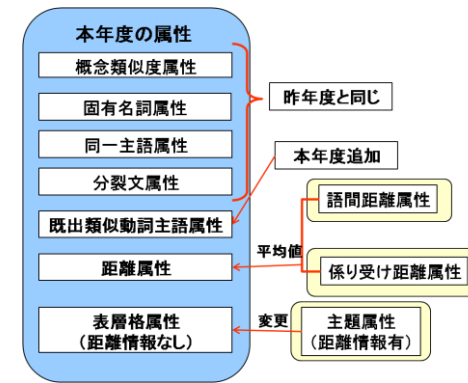 本年度の属性
概念類似度属性
固有名詞属性
同一主語属性
分裂文属性
既出類似動詞主語属性
距離属性
表層格属性
(距離情報なし)
昨年度と同じ
本年度追加
語間距離属性
平均値
係り受け距離属性
変更
主題属性
(距離情報有)